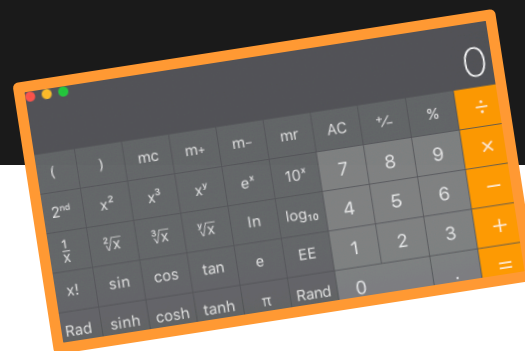 0
( ) mc m+ m− mr AC +/− % ÷
2ⁿᵈ x² x³ xʸ eˣ 10ˣ 7 8 9 ×
1/x ²√x ³√x ʸ√x ln log₁₀ 4 5 6 −
x! sin cos tan e EE 1 2 3 +
Rad sinh cosh tanh π Rand 0 . =